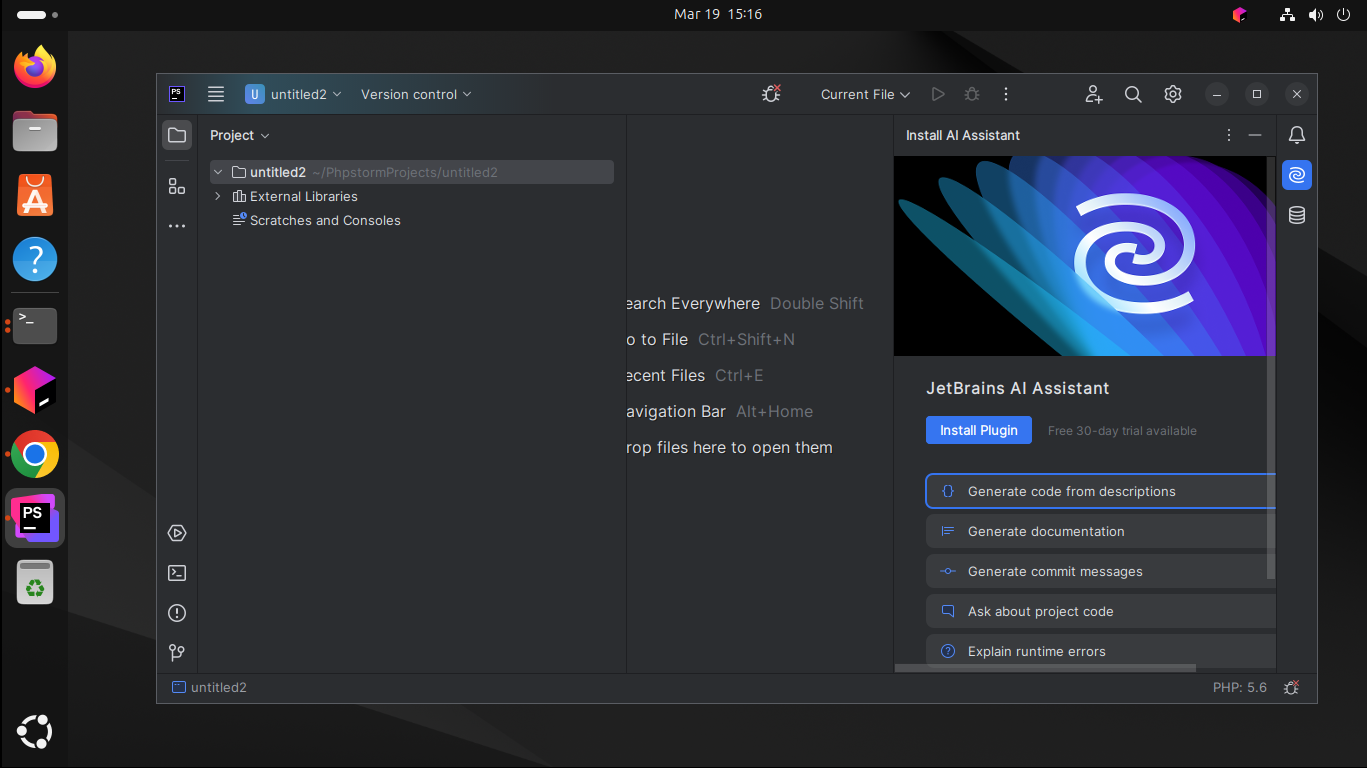 Mar 19 15:16
PS
U untitled2
Version control
Current File
Project
untitled2 ~/PhpstormProjects/untitled2
External Libraries
Scratches and Consoles
earch Everywhere Double Shift
o to File Ctrl+Shift+N
ecent Files Ctrl+E
avigation Bar Alt+Home
rop files here to open them
Install AI Assistant
JetBrains AI Assistant
Install Plugin Free 30-day trial available
Generate code from descriptions
Generate documentation
Generate commit messages
Ask about project code
Explain runtime errors
untitled2
PHP: 5.6
PS